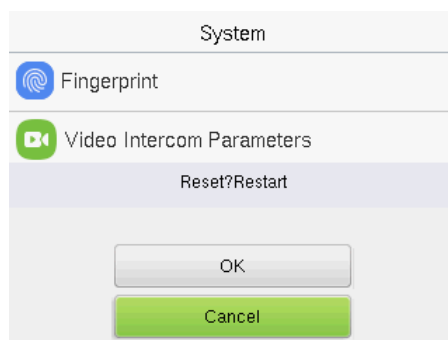 System
Fingerprint
Video Intercom Parameters
Reset?Restart
OK
Cancel